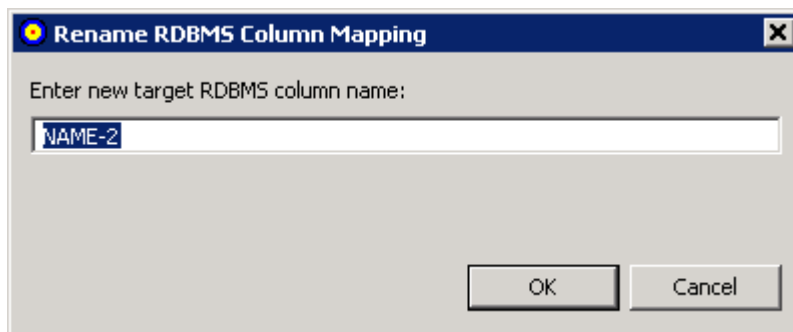 Rename RDBMS Column Mapping
Enter new target RDBMS column name:
NAME-2
OK Cancel